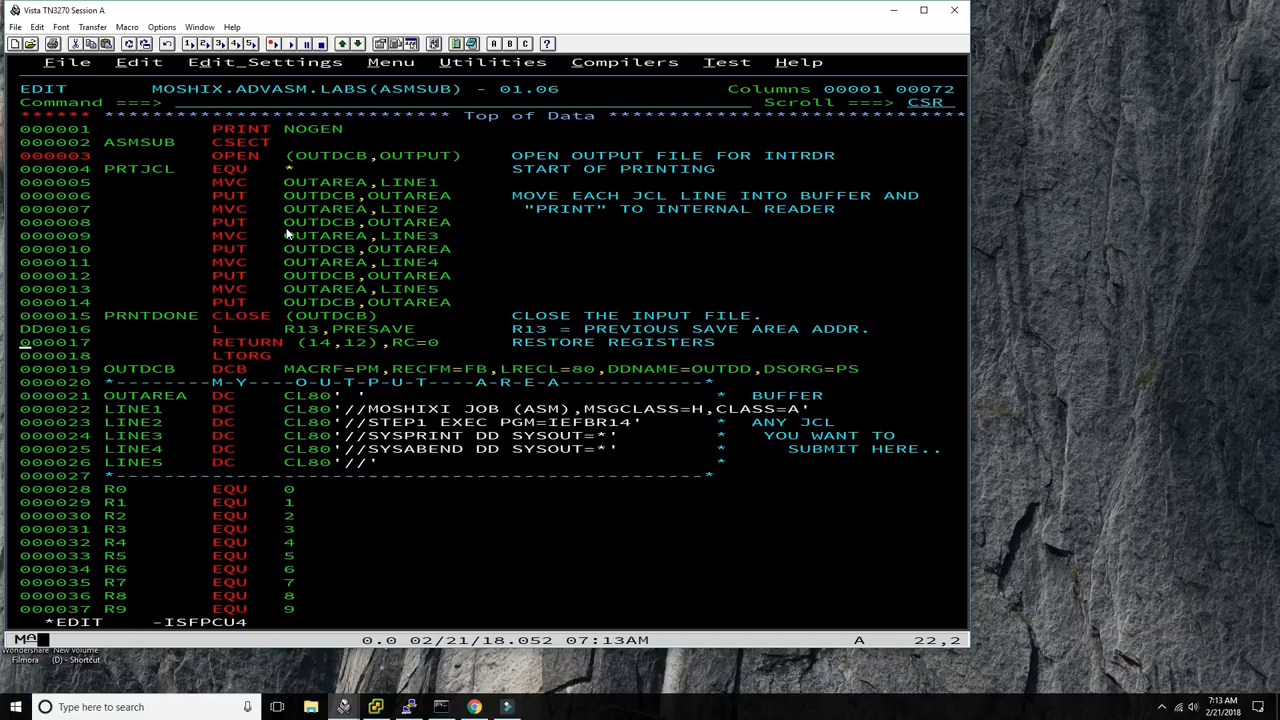 Vista TN3270 Session A
File Edit Font Transfer Macro Options Window Help
File Edit Edit_Settings Menu Utilities Compilers Test Help
EDIT MOSHIX.ADVASM.LABS(ASMSUB) - 01.06 Columns 00001 00072
Command ===> Scroll ===> CSR
****** **************************** Top of Data ******************************
000001 PRINT NOGEN
000002 ASMSUB CSECT
000003 OPEN (OUTDCB,OUTPUT) OPEN OUTPUT FILE FOR INTRDR
000004 PRTJCL EQU * START OF PRINTING
000005 MVC OUTAREA,LINE1
000006 PUT OUTDCB,OUTAREA MOVE EACH JCL LINE INTO BUFFER AND
000007 MVC OUTAREA,LINE2 "PRINT" TO INTERNAL READER
000008 PUT OUTDCB,OUTAREA
000009 MVC OUTAREA,LINE3
000010 PUT OUTDCB,OUTAREA
000011 MVC OUTAREA,LINE4
000012 PUT OUTDCB,OUTAREA
000013 MVC OUTAREA,LINE5
000014 PUT OUTDCB,OUTAREA
000015 PRNTDONE CLOSE (OUTDCB) CLOSE THE INPUT FILE.
DD0016 L R13,PRESAVE R13 = PREVIOUS SAVE AREA ADDR.
000017 RETURN (14,12),RC=0 RESTORE REGISTERS
000018 LTORG
000019 OUTDCB DCB MACRF=PM,RECFM=FB,LRECL=80,DDNAME=OUTDD,DSORG=PS
000020 *---------M-Y----O-U-T-P-U-T----A-R-E-A------------*
000021 OUTAREA DC CL80' ' * BUFFER
000022 LINE1 DC CL80'//MOSHIXI JOB (ASM),MSGCLASS=H,CLASS=A'
000023 LINE2 DC CL80'//STEP1 EXEC PGM=IEFBR14' * ANY JCL
000024 LINE3 DC CL80'//SYSPRINT DD SYSOUT=*' * YOU WANT TO
000025 LINE4 DC CL80'//SYSABEND DD SYSOUT=*' * SUBMIT HERE..
000026 LINE5 DC CL80'//' *
000027 *-------------------------------------------------*
000028 R0 EQU 0
000029 R1 EQU 1
000030 R2 EQU 2
000031 R3 EQU 3
000032 R4 EQU 4
000033 R5 EQU 5
000034 R6 EQU 6
000035 R7 EQU 7
000036 R8 EQU 8
000037 R9 EQU 9
*EDIT -ISFPCU4
MA 0.0 02/21/18.052 07:13AM A 22,2
Wondershare Filmora
New Volume (D) - Shortcut
Type here to search
7:13 AM
2/21/2018